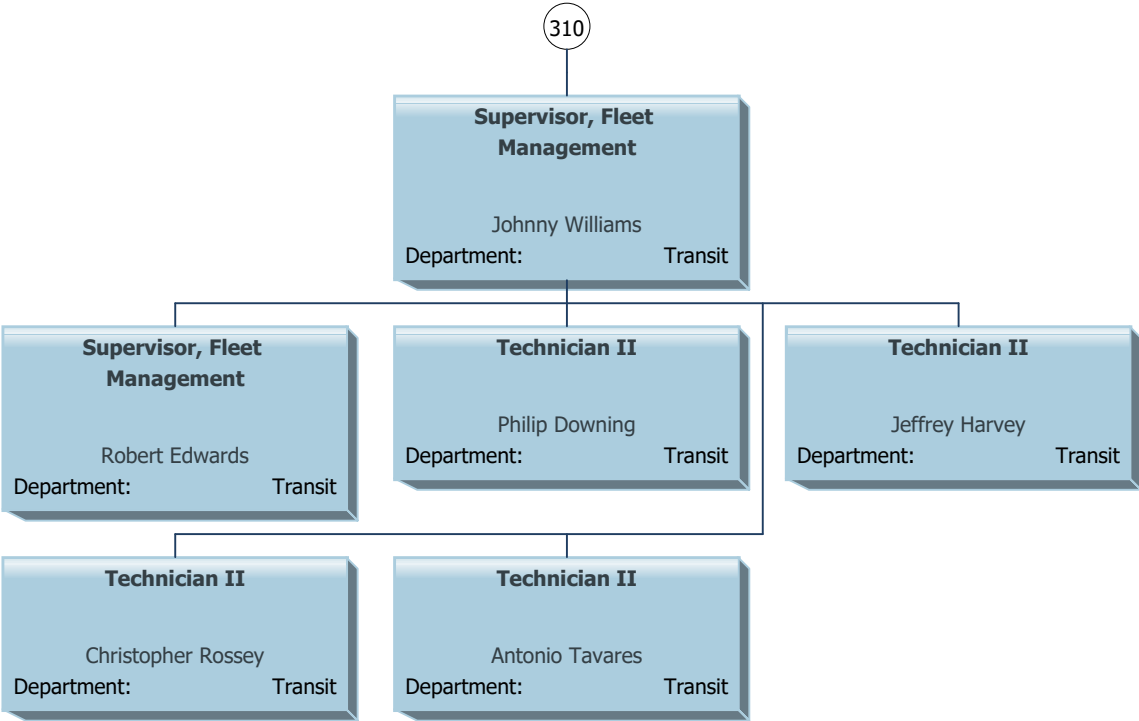 310
Supervisor, Fleet
Management
Johnny Williams
Department: Transit
Supervisor, Fleet
Management
Robert Edwards
Department: Transit
Technician II
Philip Downing
Department: Transit
Technician II
Jeffrey Harvey
Department: Transit
Technician II
Christopher Rossey
Department: Transit
Technician II
Antonio Tavares
Department: Transit